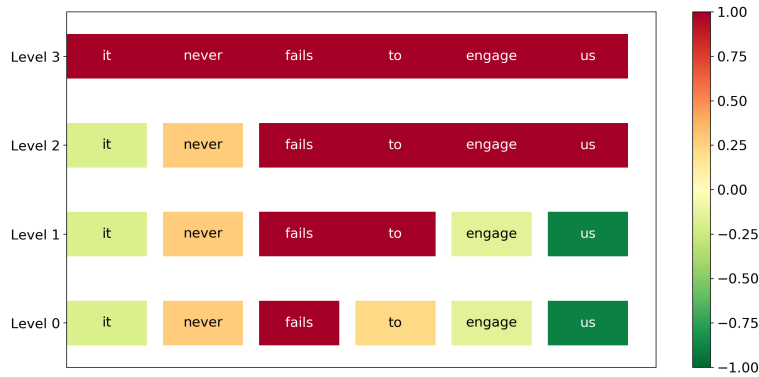 Level 3 it never fails to engage us
Level 2 it never fails to engage us
Level 1 it never fails to engage us
Level 0 it never fails to engage us
1.00
0.75
0.50
0.25
0.00
−0.25
−0.50
−0.75
−1.00